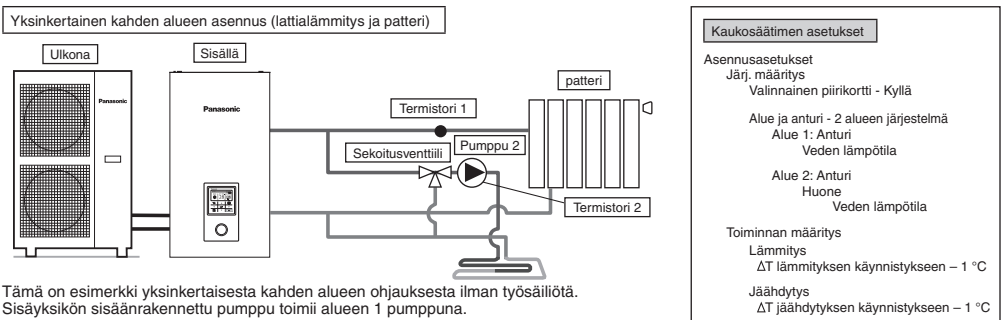 Yksinkertainen kahden alueen asennus (lattialämmitys ja patteri)
Ulkona
Sisällä
Panasonic
Panasonic
Termistori 1
patteri
Sekoitusventtiili
Pumppu 2
Termistori 2
Tämä on esimerkki yksinkertaisesta kahden alueen ohjauksesta ilman työsäiliötä.
Sisäyksikön sisäänrakennettu pumppu toimii alueen 1 pumppuna.
Kaukosäätimen asetukset
Asennusasetukset
Järj. määritys
Valinnainen piirikortti - Kyllä
Alue ja anturi - 2 alueen järjestelmä
Alue 1: Anturi
Veden lämpötila
Alue 2: Anturi
Huone
Veden lämpötila
Toiminnan määritys
Lämmitys
ΔT lämmityksen käynnistykseen – 1 °C
Jäähdytys
ΔT jäähdytyksen käynnistykseen – 1 °C